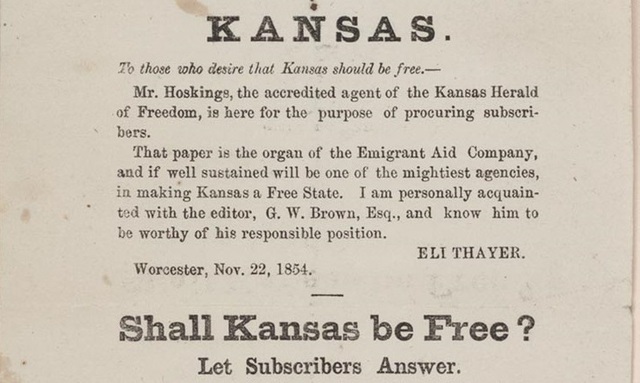 KANSAS.
To those who desire that Kansas should be free.—
Mr. Hoskings, the accredited agent of the Kansas Herald
of Freedom, is here for the purpose of procuring subscri-
bers.
That paper is the organ of the Emigrant Aid Company,
and if well sustained will be one of the mightiest agencies,
in making Kansas a Free State. I am personally acquain-
ted with the editor, G. W. Brown, Esq., and know him to
be worthy of his responsible position.
ELI THAYER.
Worcester, Nov. 22, 1854.
Shall Kansas be Free?
Let Subscribers Answer.